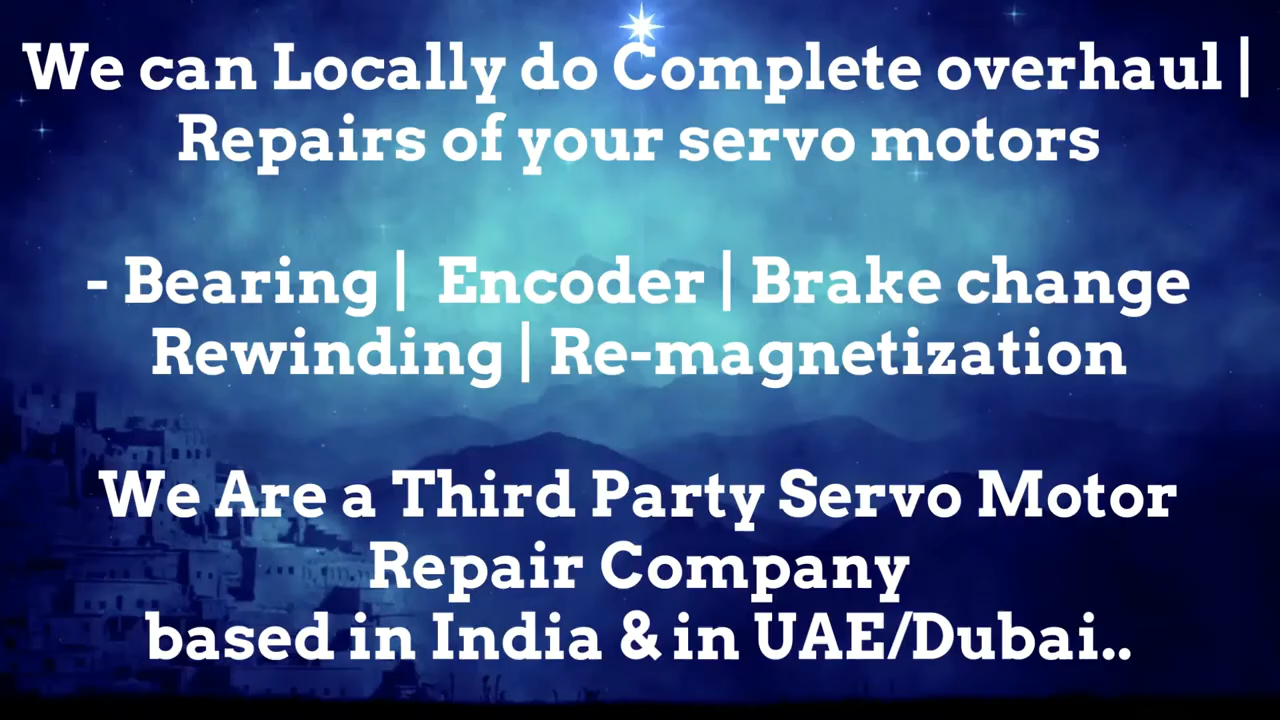 We can Locally do Complete overhaul |
Repairs of your servo motors
- Bearing | Encoder | Brake change
Rewinding | Re-magnetization
We Are a Third Party Servo Motor
Repair Company
based in India & in UAE/Dubai..